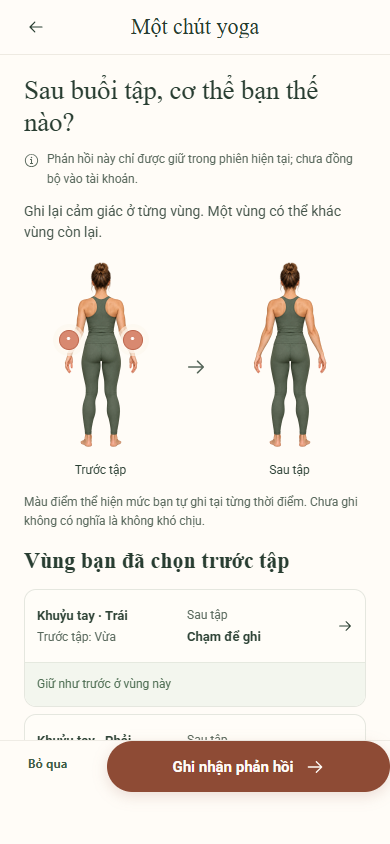 Một chút yoga
Sau buổi tập, cơ thể bạn thế
nào?
Phản hồi này chỉ được giữ trong phiên hiện tại; chưa đồng
bộ vào tài khoản.
Ghi lại cảm giác ở từng vùng. Một vùng có thể khác
vùng còn lại.
Trước tập
Sau tập
Màu điểm thể hiện mức bạn tự ghi tại từng thời điểm. Chưa ghi
không có nghĩa là không khó chịu.
Vùng bạn đã chọn trước tập
Khuỷu tay · Trái
Sau tập
Trước tập: Vừa
Chạm để ghi
Giữ như trước ở vùng này
Khuỷu tay · Phải
Sau tập
Bỏ qua
Ghi nhận phản hồi